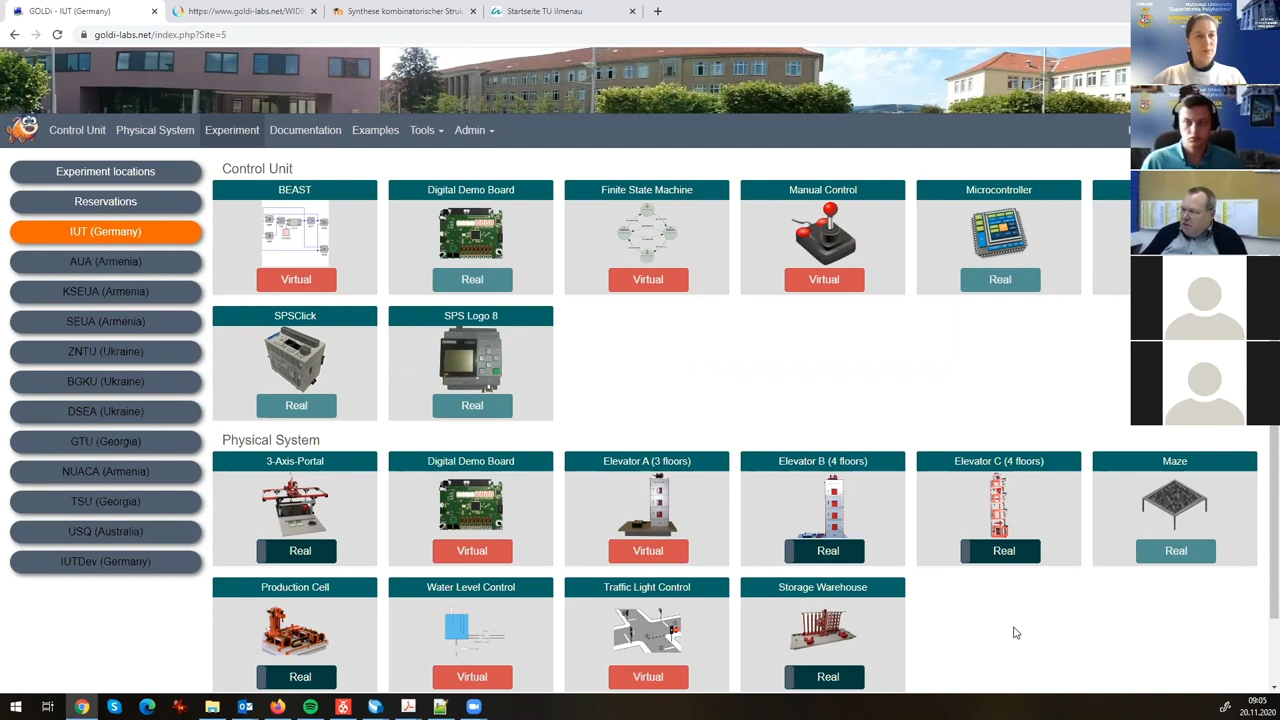 GOLDi - IUT (Germany)
https://www.goldi-labs.net/WIDE
Synthese kombinatorischer Struk
Startseite TU Ilmenau
goldi-labs.net/index.php?Site=5
National University
"Zaporizhzhia Polytechnic"
Control Unit
Physical System
Experiment
Documentation
Examples
Tools
Admin
Experiment locations
Reservations
IUT (Germany)
AUA (Armenia)
KSEUA (Armenia)
SEUA (Armenia)
ZNTU (Ukraine)
BGKU (Ukraine)
DSEA (Ukraine)
GTU (Georgia)
NUACA (Armenia)
TSU (Georgia)
USQ (Australia)
IUTDev (Germany)
Control Unit
BEAST
Digital Demo Board
Finite State Machine
Manual Control
Microcontroller
Virtual
Real
Virtual
Virtual
Real
SPSClick
SPS Logo 8
Real
Real
Physical System
3-Axis-Portal
Digital Demo Board
Elevator A (3 floors)
Elevator B (4 floors)
Elevator C (4 floors)
Maze
Real
Virtual
Virtual
Real
Real
Real
Production Cell
Water Level Control
Traffic Light Control
Storage Warehouse
Real
Virtual
Virtual
Real
09:05
20.11.2020